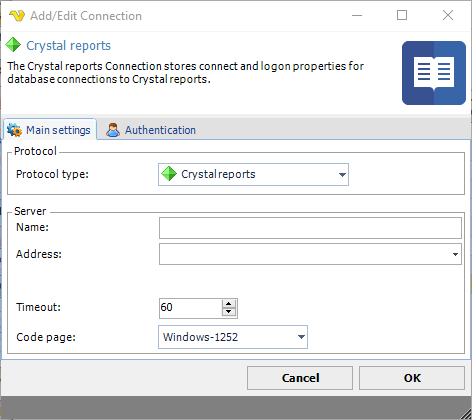 Add/Edit Connection
Crystal reports
The Crystal reports Connection stores connect and logon properties for
database connections to Crystal reports.
Main settings Authentication
Protocol
Protocol type: Crystal reports
Server
Name:
Address:
Timeout: 60
Code page: Windows-1252
Cancel OK